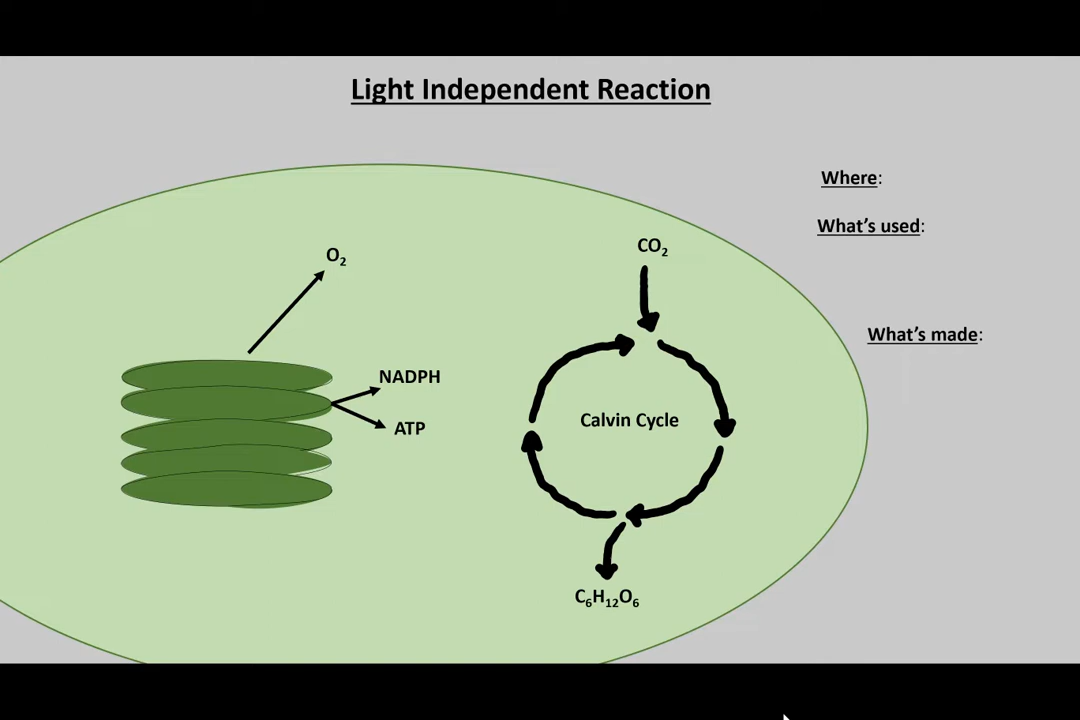 Light Independent Reaction
Where:
What's used:
CO₂
O₂
What's made:
NADPH
Calvin Cycle
ATP
C₆H₁₂O₆